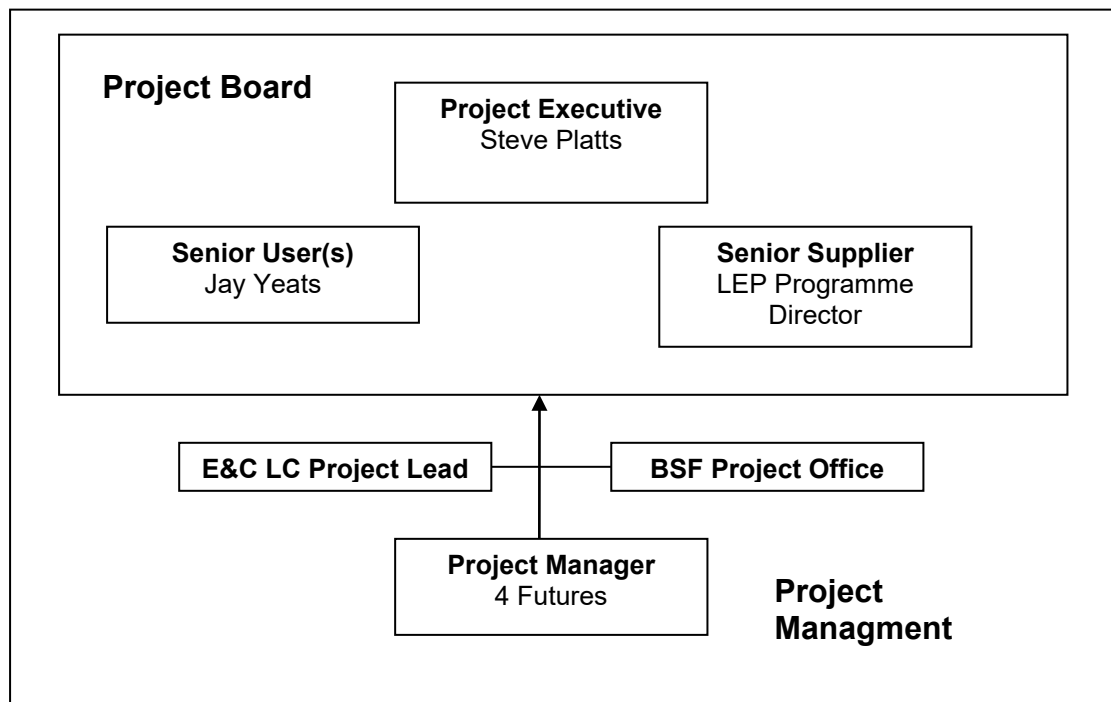 Project Board
Project Executive
Steve Platts
Senior User(s)
Jay Yeats
Senior Supplier
LEP Programme
Director
E&C LC Project Lead
BSF Project Office
Project Manager
4 Futures
Project
Managment